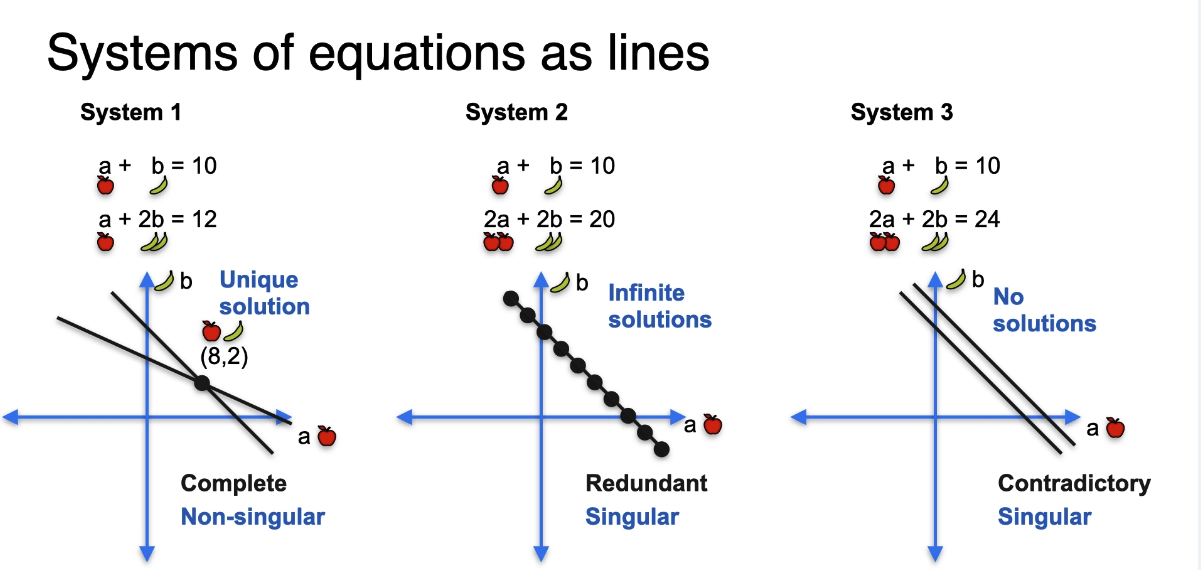 Systems of equations as lines
System 1
a + b = 10
a + 2b = 12
b
Unique
solution
(8,2)
a
Complete
Non-singular
System 2
a + b = 10
2a + 2b = 20
b
Infinite
solutions
a
Redundant
Singular
System 3
a + b = 10
2a + 2b = 24
b
No
solutions
a
Contradictory
Singular